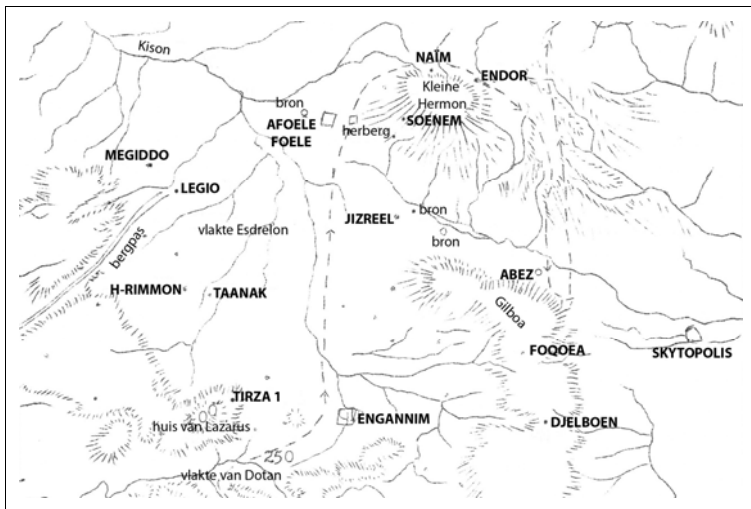 Kison
NAÏM
ENDOR
Kleine
Hermon
bron
AFOELE
FOELE
herberg
SOENEM
MEGIDDO
LEGIO
JIZREEL
bron
bron
vlakte Esdrelon
bergpas
H-RIMMON
TAANAK
ABEZ
Gilboa
FOQOEA
SKYTOPOLIS
TIRZA 1
huis van Lazarus
ENGANNIM
DJELBOEN
250
vlakte van Dotan